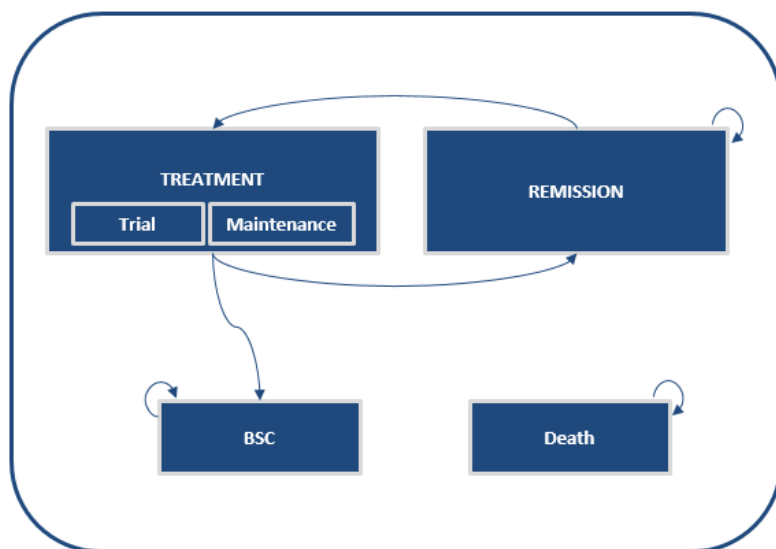 TREATMENT
Trial
Maintenance
REMISSION
BSC
Death